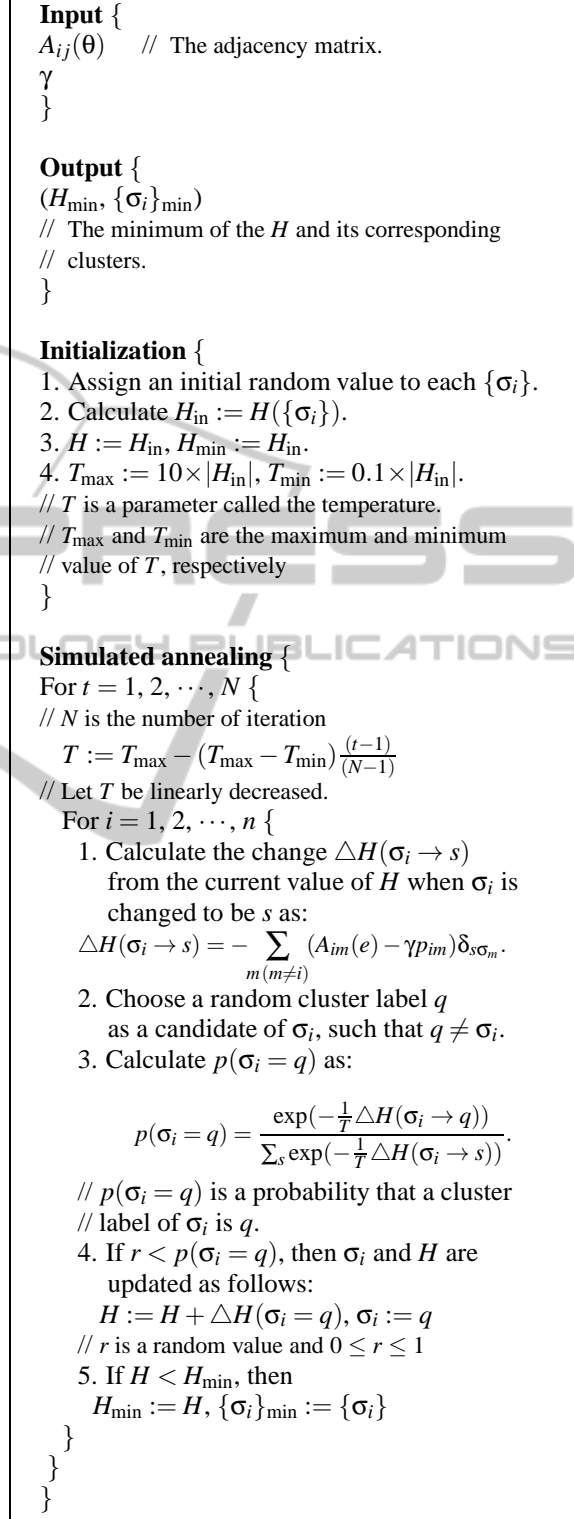 Input {
A_{ij}(θ) // The adjacency matrix.
γ
}
Output {
(H_min, {σ_i}_min)
// The minimum of the H and its corresponding
// clusters.
}
Initialization {
1. Assign an initial random value to each {σ_i}.
2. Calculate H_in := H({σ_i}).
3. H := H_in, H_min := H_in.
4. T_max := 10×|H_in|, T_min := 0.1×|H_in|.
// T is a parameter called the temperature.
// T_max and T_min are the maximum and minimum
// value of T, respectively
}
PRESS
OLOGY PUBLICATIONS
Simulated annealing {
For t = 1, 2, ···, N {
// N is the number of iteration
T := T_max − (T_max − T_min) (t−1)/(N−1)
// Let T be linearly decreased.
For i = 1, 2, ···, n {
1. Calculate the change △H(σ_i → s)
from the current value of H when σ_i is
changed to be s as:
△H(σ_i → s) = − ∑_{m(m≠i)} (A_{im}(e) − γp_{im})δ_{sσ_m}.
2. Choose a random cluster label q
as a candidate of σ_i, such that q ≠ σ_i.
3. Calculate p(σ_i = q) as:
p(σ_i = q) = exp(−1/T △H(σ_i → q)) / ∑_s exp(−1/T △H(σ_i → s)).
// p(σ_i = q) is a probability that a cluster
// label of σ_i is q.
4. If r < p(σ_i = q), then σ_i and H are
updated as follows:
H := H + △H(σ_i = q), σ_i := q
// r is a random value and 0 ≤ r ≤ 1
5. If H < H_min, then
H_min := H, {σ_i}_min := {σ_i}
}
}
}